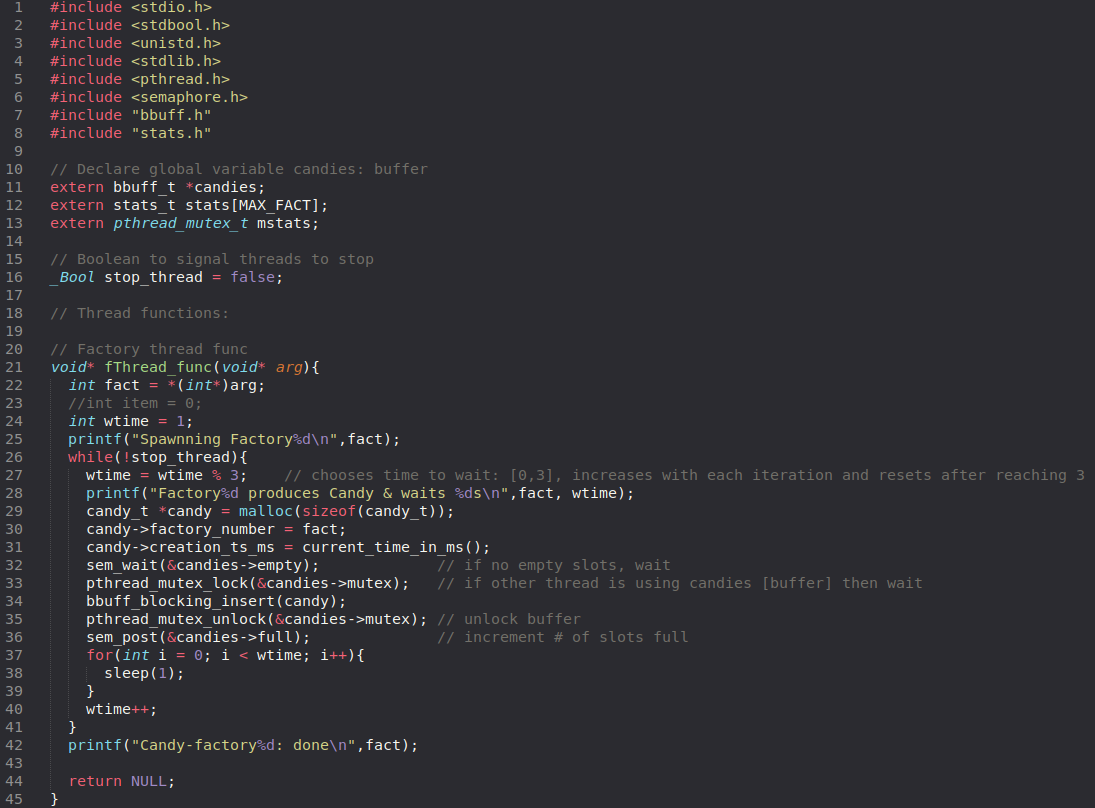 1 #include <stdio.h>
2 #include <stdbool.h>
3 #include <unistd.h>
4 #include <stdlib.h>
5 #include <pthread.h>
6 #include <semaphore.h>
7 #include "bbuff.h"
8 #include "stats.h"
9
10 // Declare global variable candies: buffer
11 extern bbuff_t *candies;
12 extern stats_t stats[MAX_FACT];
13 extern pthread_mutex_t mstats;
14
15 // Boolean to signal threads to stop
16 _Bool stop_thread = false;
17
18 // Thread functions:
19
20 // Factory thread func
21 void* fThread_func(void* arg){
22   int fact = *(int*)arg;
23   //int item = 0;
24   int wtime = 1;
25   printf("Spawnning Factory%d\n",fact);
26   while(!stop_thread){
27     wtime = wtime % 3;    // chooses time to wait: [0,3], increases with each iteration and resets after reaching 3
28     printf("Factory%d produces Candy & waits %ds\n",fact, wtime);
29     candy_t *candy = malloc(sizeof(candy_t));
30     candy->factory_number = fact;
31     candy->creation_ts_ms = current_time_in_ms();
32     sem_wait(&candies->empty);             // if no empty slots, wait
33     pthread_mutex_lock(&candies->mutex);   // if other thread is using candies [buffer] then wait
34     bbuff_blocking_insert(candy);
35     pthread_mutex_unlock(&candies->mutex); // unlock buffer
36     sem_post(&candies->full);              // increment # of slots full
37     for(int i = 0; i < wtime; i++){
38       sleep(1);
39     }
40     wtime++;
41   }
42   printf("Candy-factory%d: done\n",fact);
43
44   return NULL;
45 }